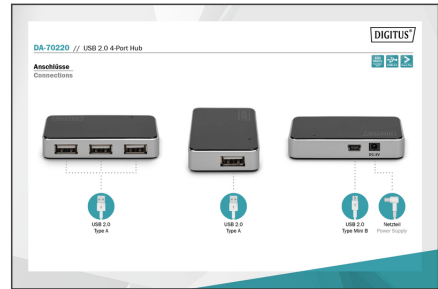 DIGITUS®
DA-70220 // USB 2.0 4-Port Hub
Anschlüsse
Connections
DC:5V
USB 2.0
Type A
USB 2.0
Type A
USB 2.0
Type Mini B
Netzteil
Power Supply